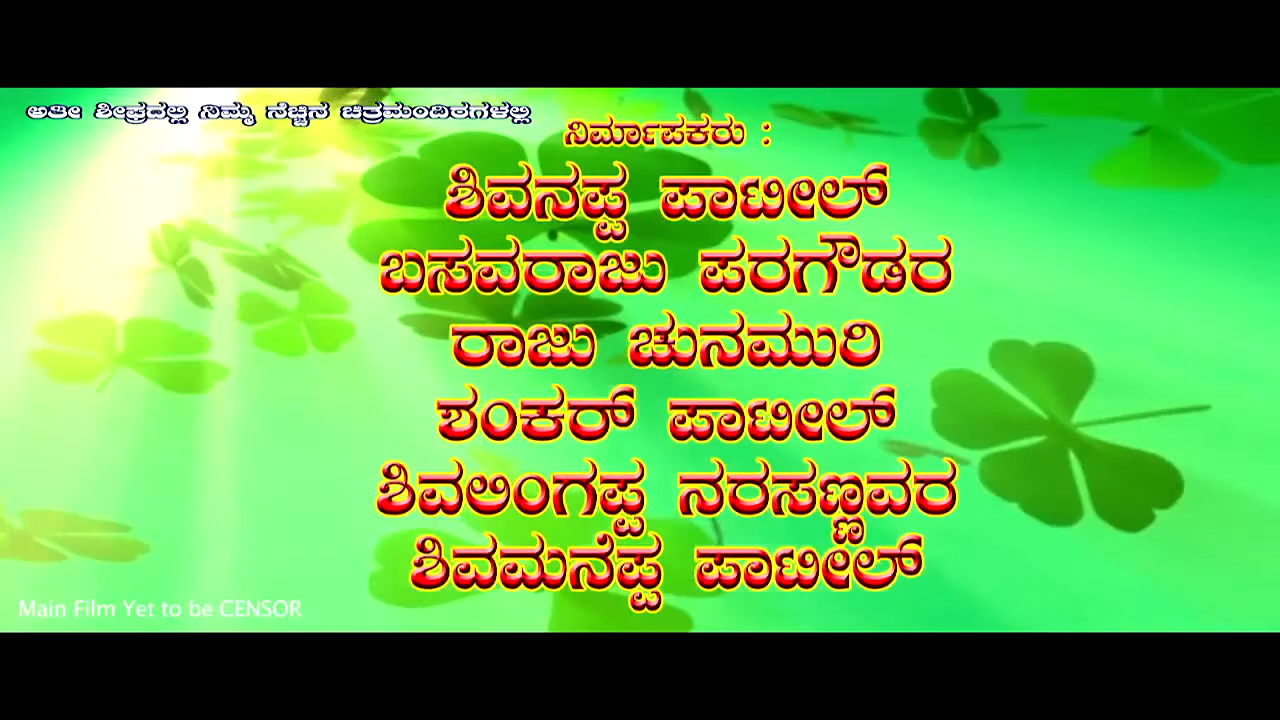 ಅತೀ ಶೀಘ್ರದಲ್ಲಿ ನಿಮ್ಮ ನೆಚ್ಚಿನ ಚಿತ್ರಮಂದಿರಗಳಲ್ಲಿ
ನಿರ್ಮಾಪಕರು :
ಶಿವನಪ್ಪ ಪಾಟೀಲ್
ಬಸವರಾಜು ಪರಗೌಡರ
ರಾಜು ಚುನಮುರಿ
ಶಂಕರ್ ಪಾಟೀಲ್
ಶಿವಲಿಂಗಪ್ಪ ನರಸಣ್ಣವರ
ಶಿವಮನೆಪ್ಪ ಪಾಟೀಲ್
Main Film Yet to be CENSOR